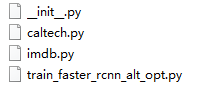 __init__.py
caltech.py
imdb.py
train_faster_rcnn_alt_opt.py